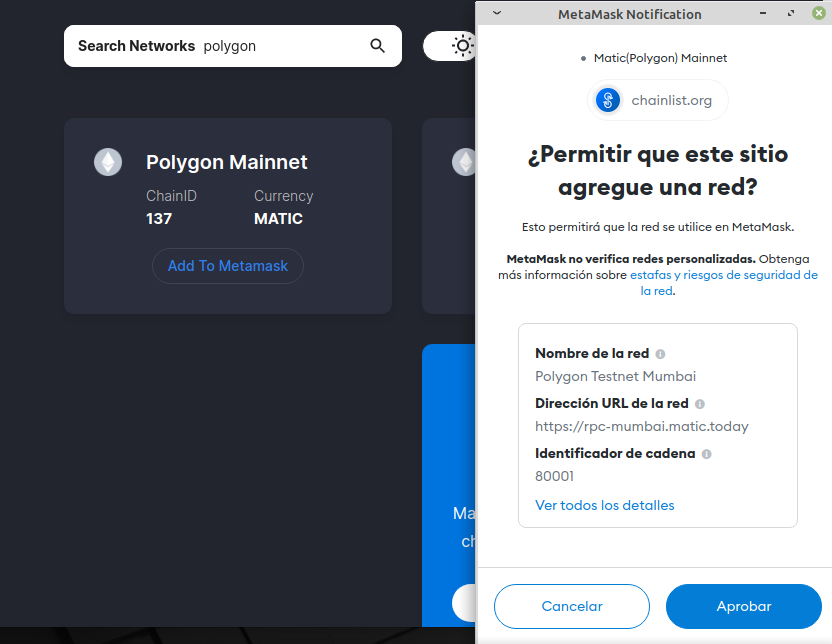 Search Networks polygon
Polygon Mainnet
ChainID Currency
137 MATIC
Add To Metamask
Ma
ch
MetaMask Notification
Matic(Polygon) Mainnet
chainlist.org
¿Permitir que este sitio
agregue una red?
Esto permitirá que la red se utilice en MetaMask.
MetaMask no verifica redes personalizadas. Obtenga
más información sobre estafas y riesgos de seguridad de
la red.
Nombre de la red
Polygon Testnet Mumbai
Dirección URL de la red
https://rpc-mumbai.matic.today
Identificador de cadena
80001
Ver todos los detalles
Cancelar Aprobar